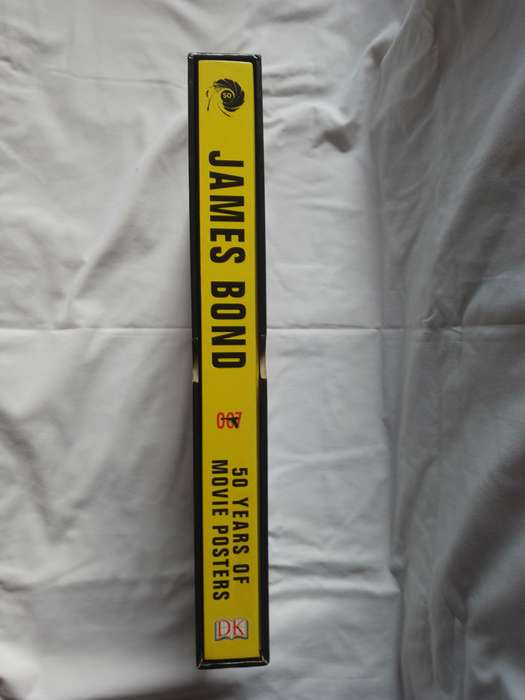 50
JAMES BOND
007
50 YEARS OF
MOVIE POSTERS
DK